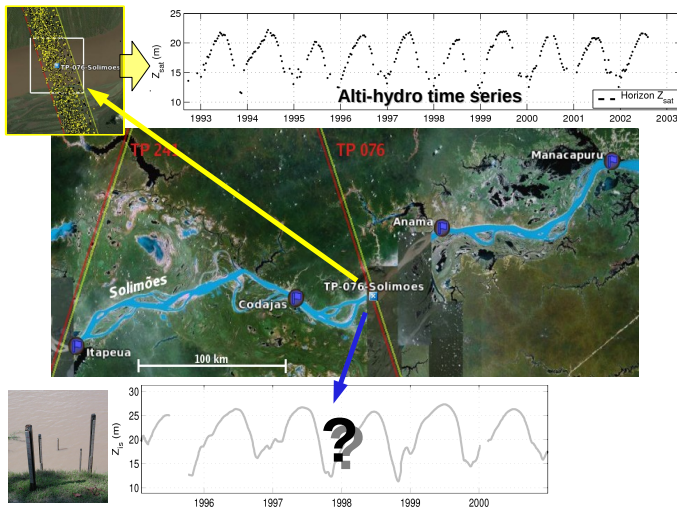 TP-076-Solimoes
25
20
15
10
Z_sat (m)
Alti-hydro time series
Horizon Z_sat
1993 1994 1995 1996 1997 1998 1999 2000 2001 2002 2003
TP 241
TP 076
Manacapuru
Anama
TP-076-Solimoes
Solimões
Codajas
Itapeua
100 km
30
25
20
15
10
Z_IS (m)
?
1996 1997 1998 1999 2000